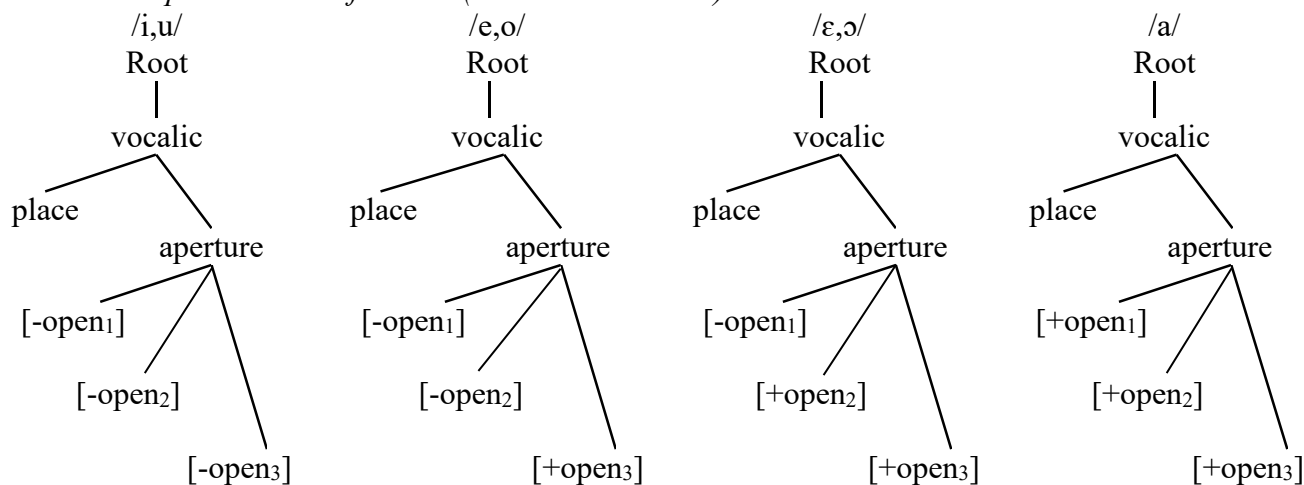 /i,u/ /e,o/ /ɛ,ɔ/ /a/
Root Root Root Root
vocalic vocalic vocalic vocalic
place place place place
aperture aperture aperture aperture
[-open₁] [-open₁] [-open₁] [+open₁]
[-open₂] [-open₂] [+open₂] [+open₂]
[-open₃] [+open₃] [+open₃] [+open₃]